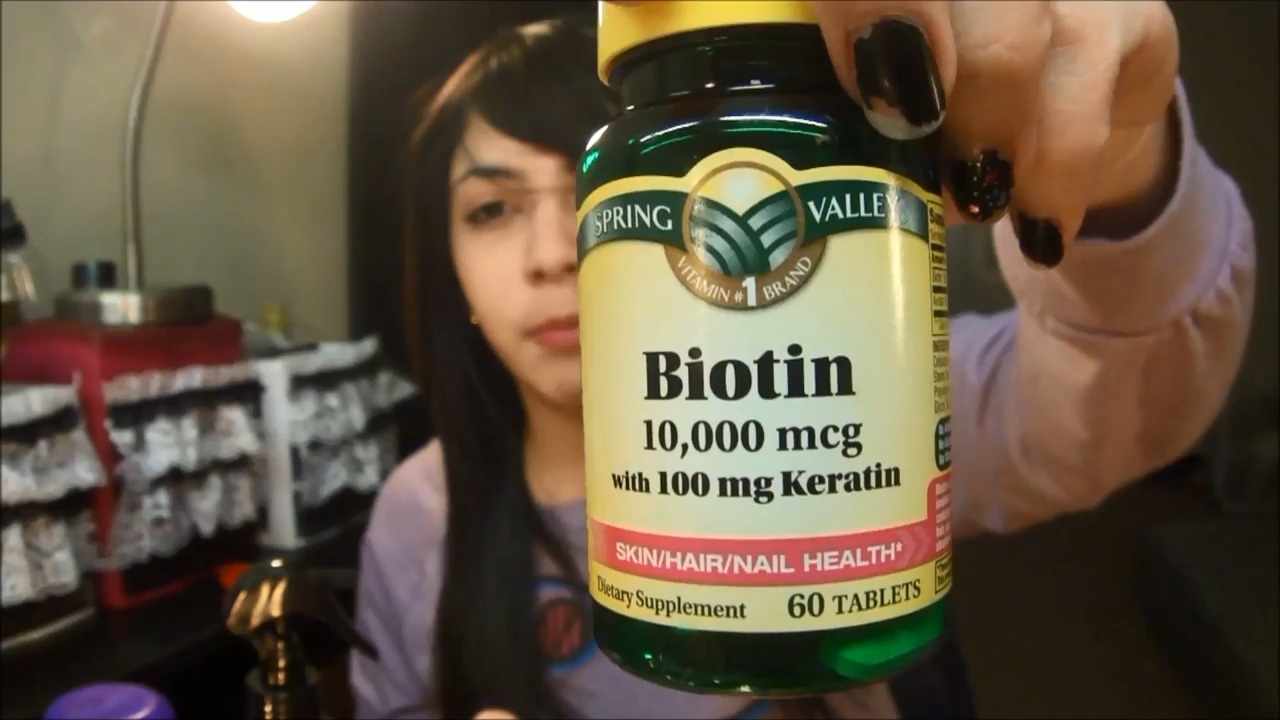 SPRING VALLEY
VITAMIN #1 BRAND
Biotin
10,000 mcg
with 100 mg Keratin
SKIN/HAIR/NAIL HEALTH*
Dietary Supplement 60 TABLETS